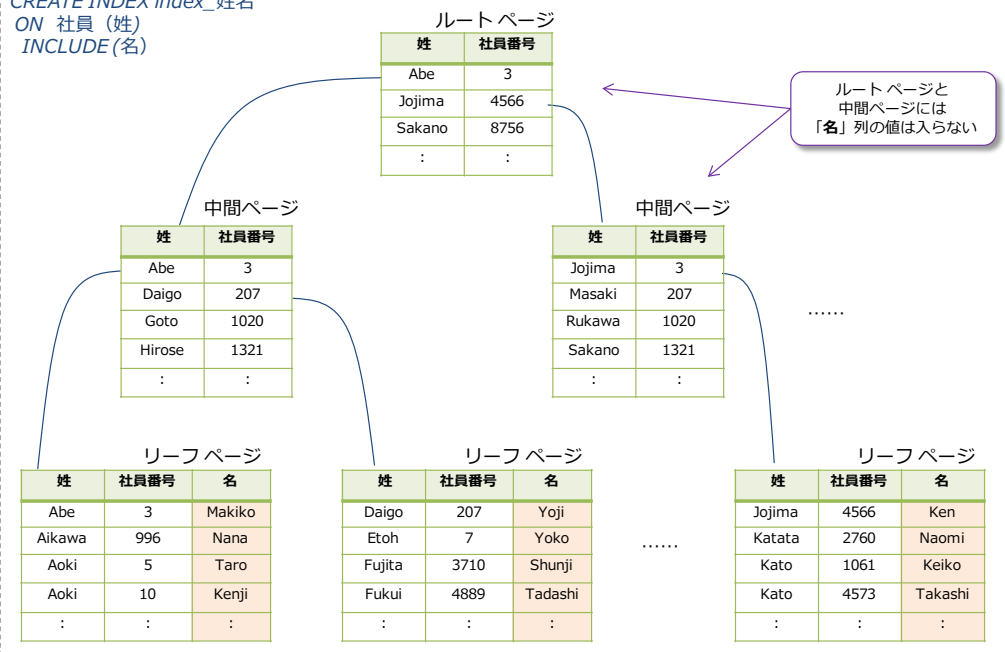 CREATE INDEX index_姓名
ON 社員（姓)
INCLUDE(名）
ルート ページ
姓 社員番号
Abe 3
Jojima 4566
Sakano 8756
: :
ルート ページと
中間ページには
「名」列の値は入らない
中間ページ
姓 社員番号
Abe 3
Daigo 207
Goto 1020
Hirose 1321
: :
中間ページ
姓 社員番号
Jojima 3
Masaki 207
Rukawa 1020
Sakano 1321
: :
……
リーフ ページ
姓 社員番号 名
Abe 3 Makiko
Aikawa 996 Nana
Aoki 5 Taro
Aoki 10 Kenji
: : :
リーフ ページ
姓 社員番号 名
Daigo 207 Yoji
Etoh 7 Yoko
Fujita 3710 Shunji
Fukui 4889 Tadashi
: : :
……
リーフ ページ
姓 社員番号 名
Jojima 4566 Ken
Katata 2760 Naomi
Kato 1061 Keiko
Kato 4573 Takashi
: : :